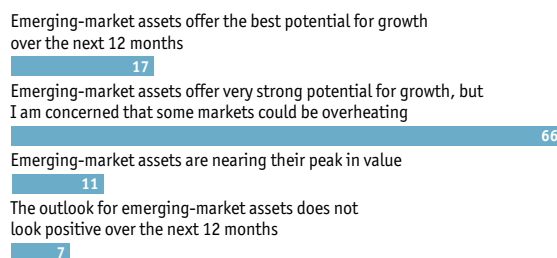 Emerging-market assets offer the best potential for growth
over the next 12 months
17
Emerging-market assets offer very strong potential for growth, but
I am concerned that some markets could be overheating
66
Emerging-market assets are nearing their peak in value
11
The outlook for emerging-market assets does not
look positive over the next 12 months
7